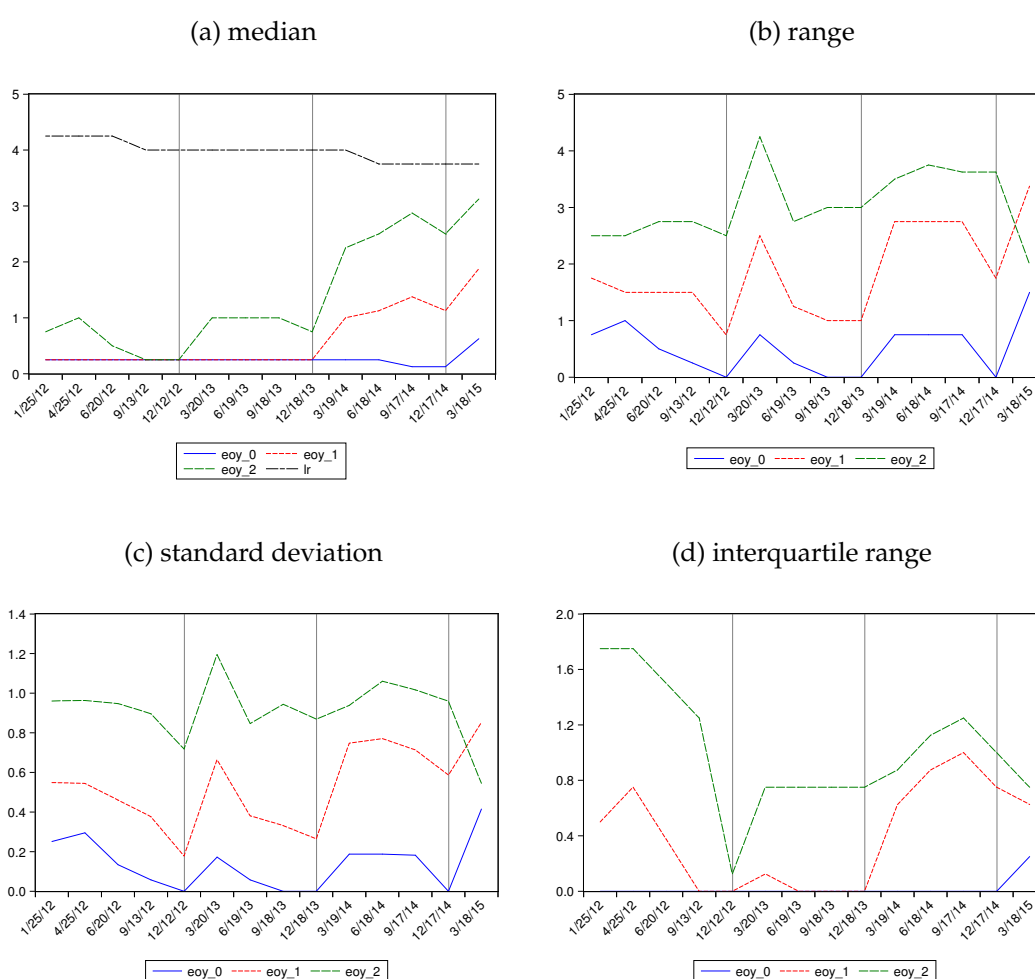 (a) median
5
4
3
2
1
0
1/25/12 4/25/12 6/20/12 9/13/12 12/12/12 3/20/13 6/19/13 9/18/13 12/18/13 3/19/14 6/18/14 9/17/14 12/17/14 3/18/15
eoy_0 eoy_1
eoy_2 lr
(b) range
5
4
3
2
1
0
1/25/12 4/25/12 6/20/12 9/13/12 12/12/12 3/20/13 6/19/13 9/18/13 12/18/13 3/19/14 6/18/14 9/17/14 12/17/14 3/18/15
eoy_0 eoy_1 eoy_2
(c) standard deviation
1.4
1.2
1.0
0.8
0.6
0.4
0.2
0.0
1/25/12 4/25/12 6/20/12 9/13/12 12/12/12 3/20/13 6/19/13 9/18/13 12/18/13 3/19/14 6/18/14 9/17/14 12/17/14 3/18/15
eoy_0 eoy_1 eoy_2
(d) interquartile range
2.0
1.6
1.2
0.8
0.4
0.0
1/25/12 4/25/12 6/20/12 9/13/12 12/12/12 3/20/13 6/19/13 9/18/13 12/18/13 3/19/14 6/18/14 9/17/14 12/17/14 3/18/15
eoy_0 eoy_1 eoy_2